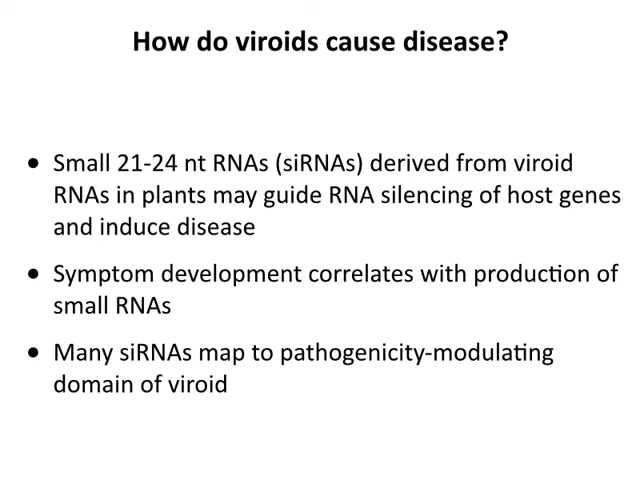 How do viroids cause disease?
• Small 21-24 nt RNAs (siRNAs) derived from viroid
RNAs in plants may guide RNA silencing of host genes
and induce disease
• Symptom development correlates with production of
small RNAs
• Many siRNAs map to pathogenicity-modulating
domain of viroid